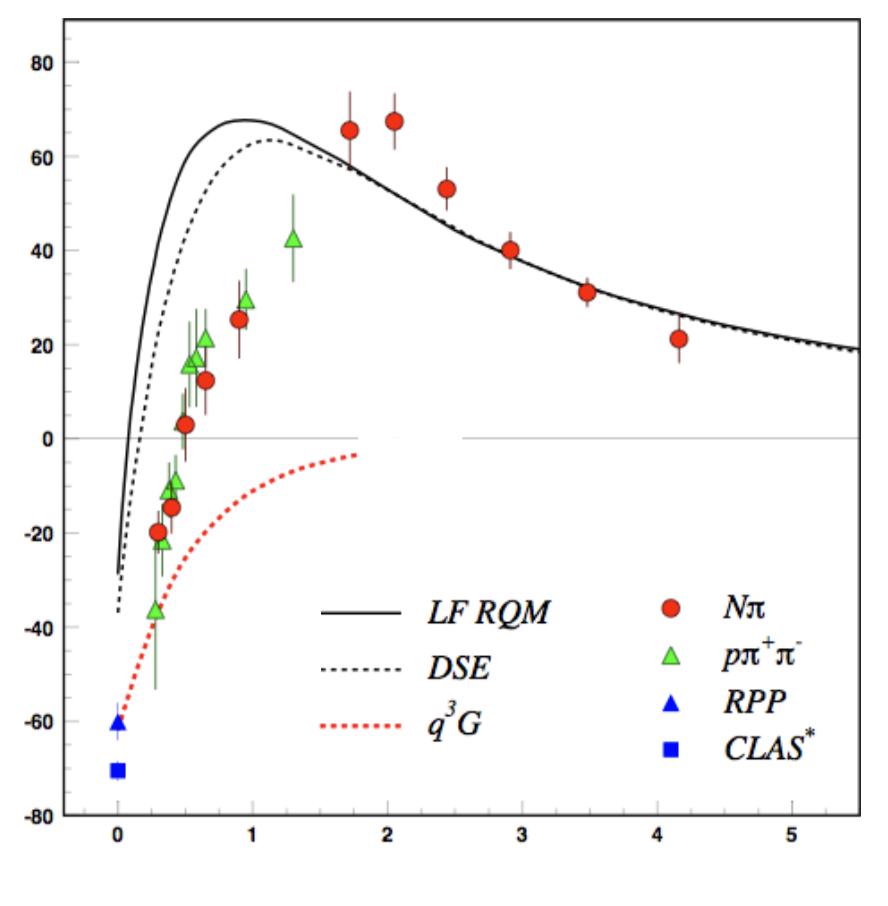 80
60
40
20
0
-20
-40
-60
-80
0 1 2 3 4 5
LF RQM
DSE
q³G
Nπ
pπ⁺π⁻
RPP
CLAS*